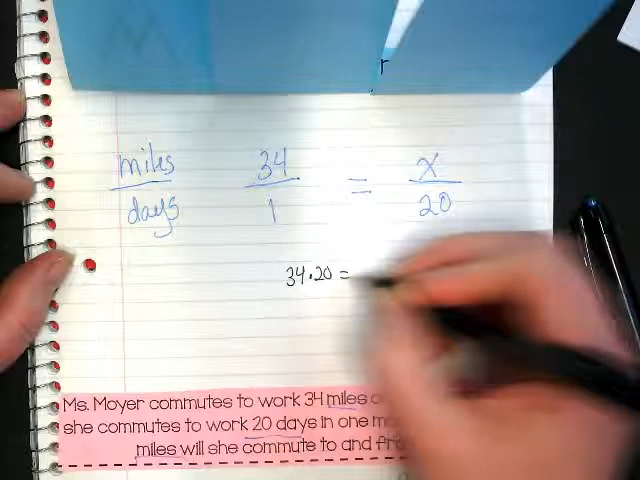 miles 34 = x
days 1 20
34 · 20 =
Ms. Moyer commutes to work 34 miles
she commutes to work 20 days in one
miles will she commute to and